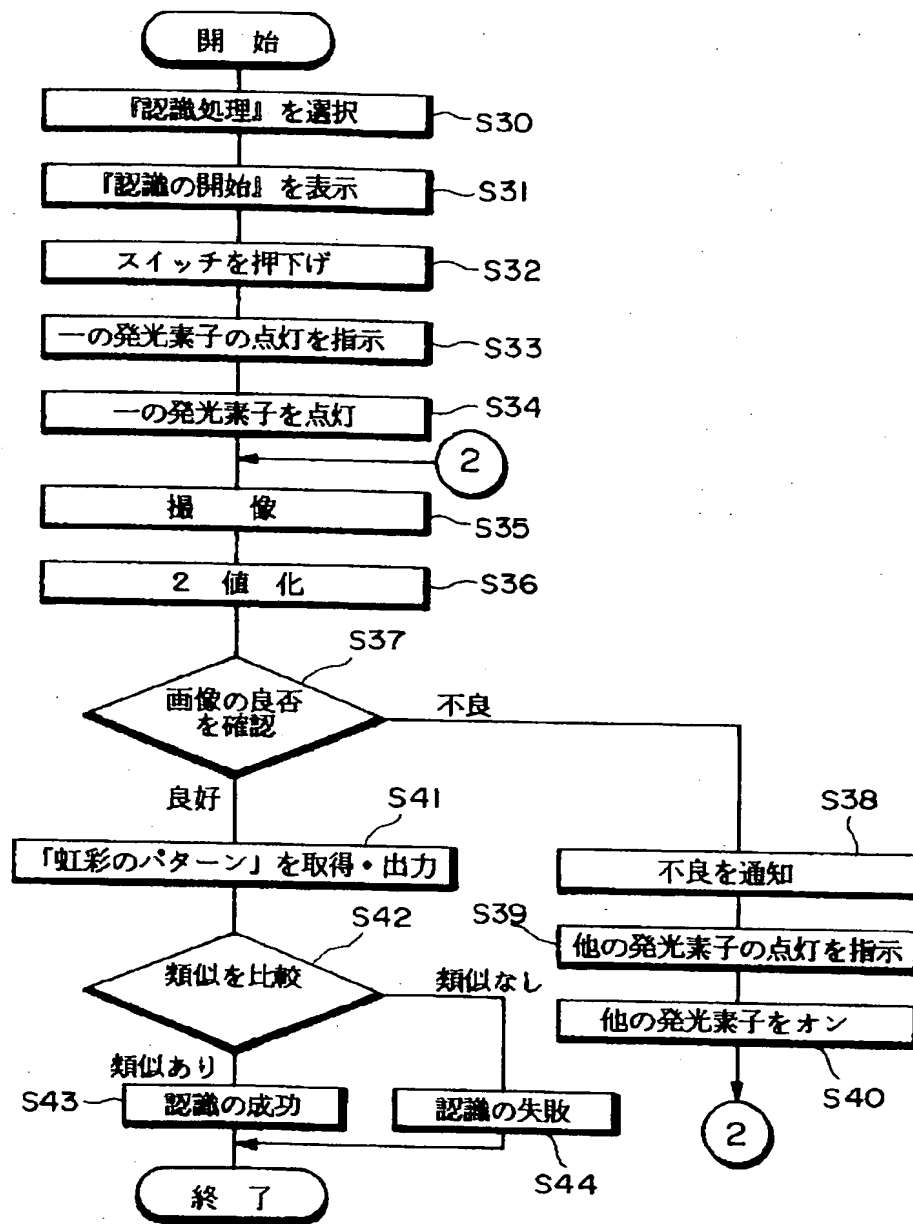 開 始
『認識処理』を選択
S30
『認識の開始』を表示
S31
スイッチを押下げ
S32
一の発光素子の点灯を指示
S33
一の発光素子を点灯
S34
2
撮 像
S35
2 値 化
S36
S37
画像の良否
を確認
不良
良好
S41
「虹彩のパターン」を取得・出力
S38
不良を通知
S39
他の発光素子の点灯を指示
S42
類似を比較
類似なし
他の発光素子をオン
S40
類似あり
S43
認識の成功
認識の失敗
S44
2
終 了